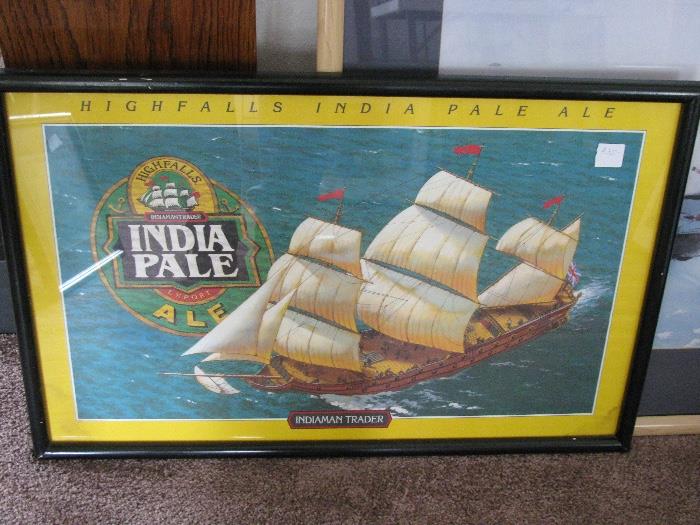 HIGHFALLS INDIA PALE ALE
HIGHFALLS
INDIAMAN TRADER
INDIA
PALE
EXPORT
ALE
INDIAMAN TRADER